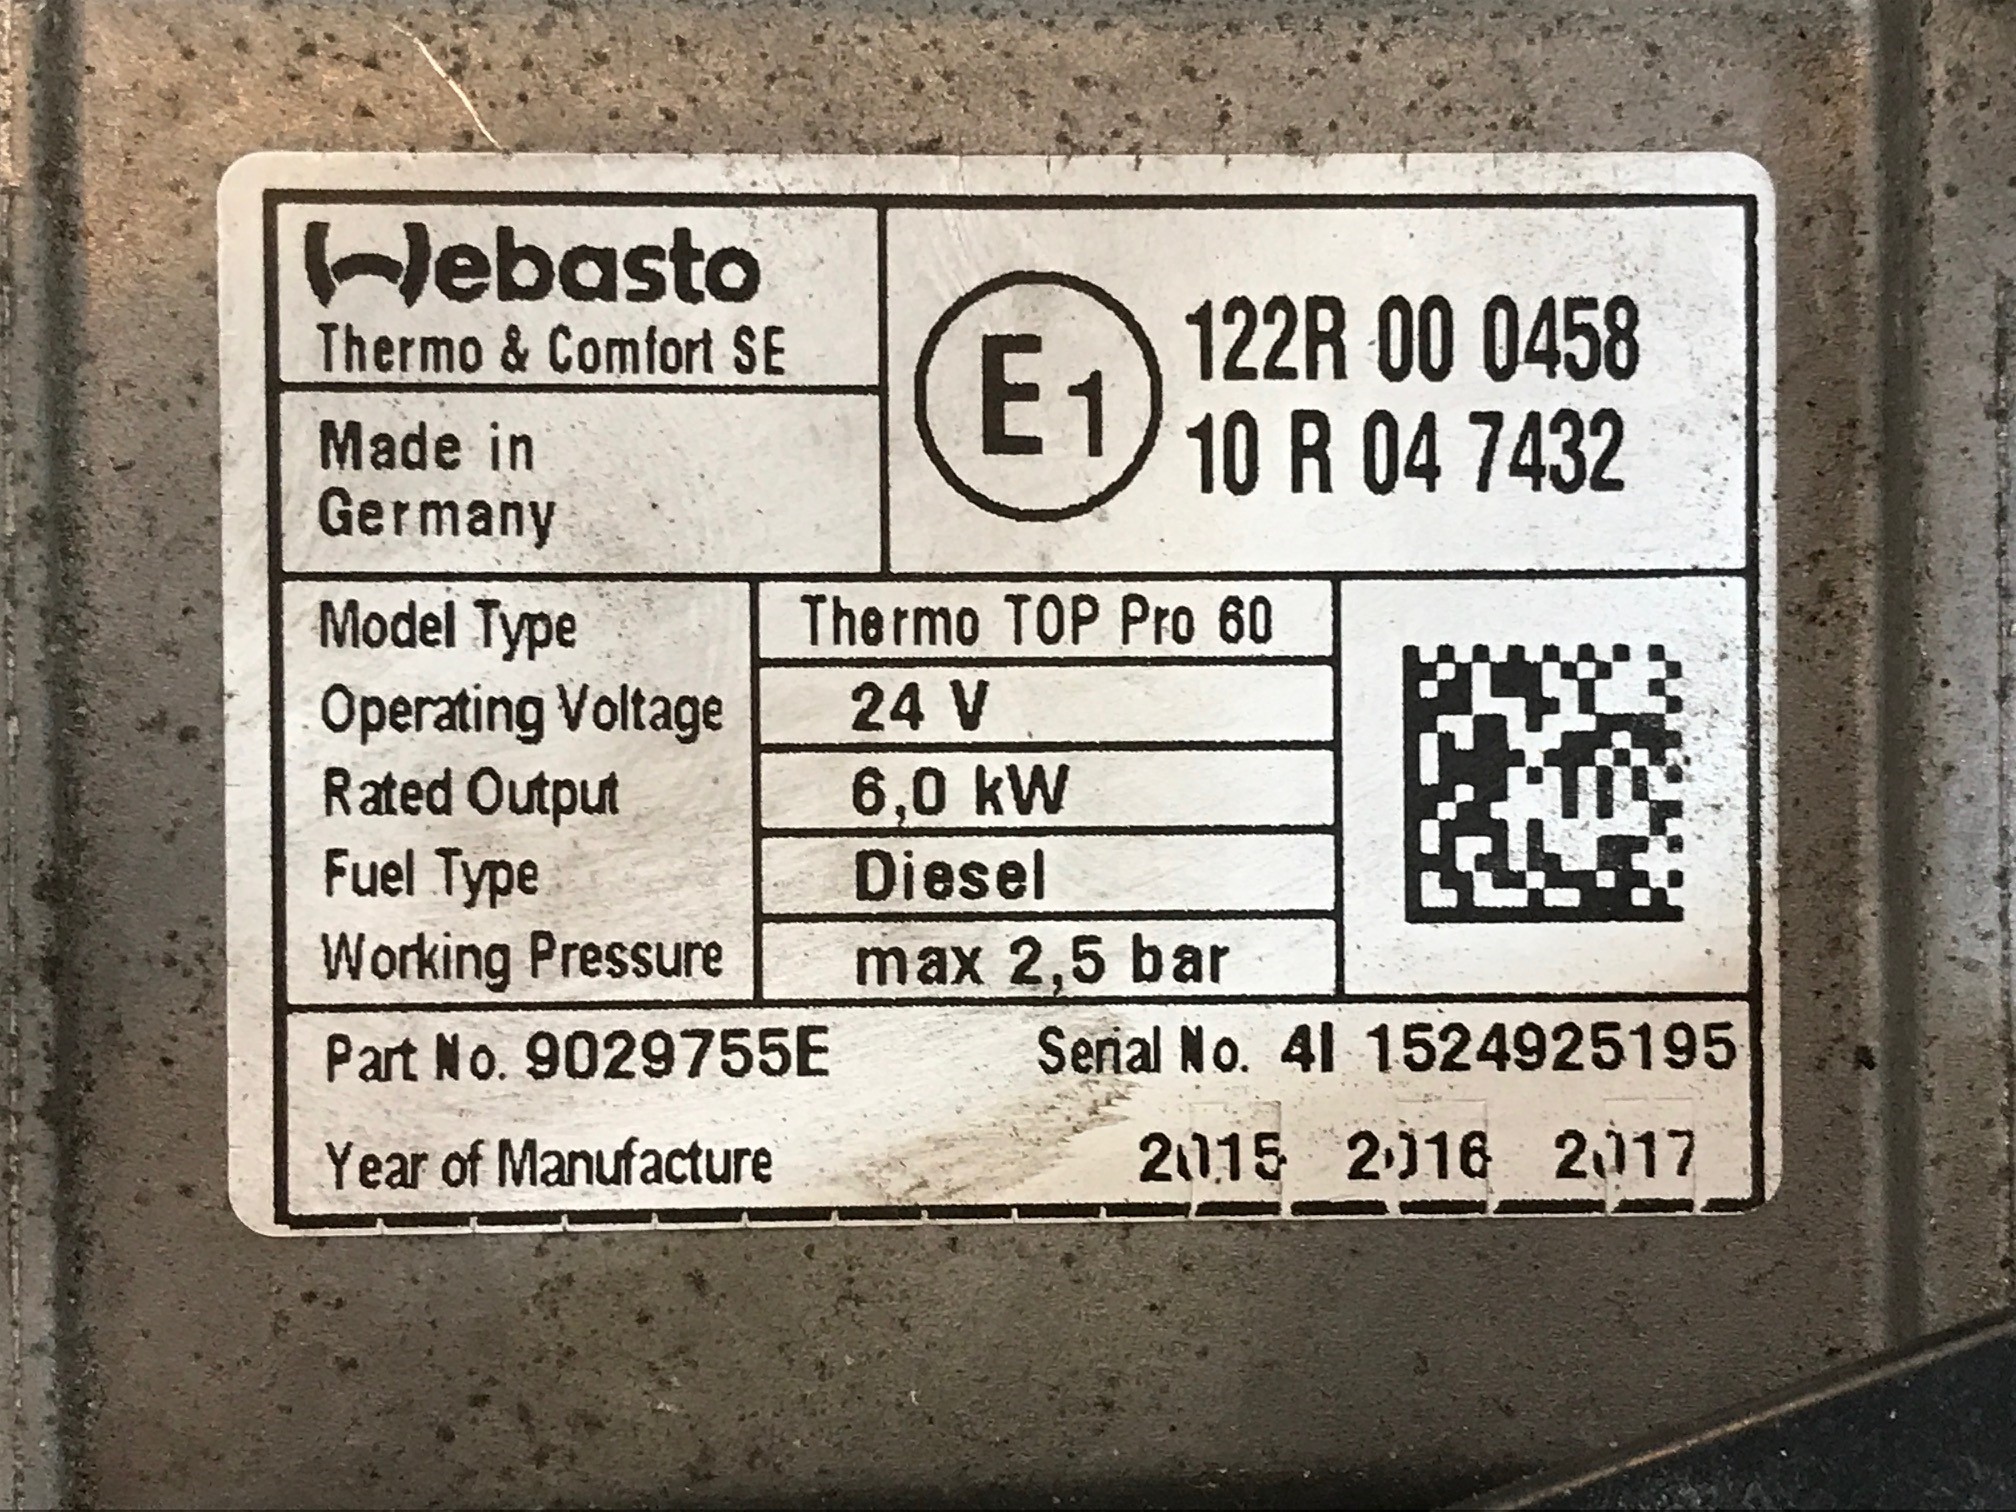 Webasto
Thermo & Comfort SE
Made in
Germany
E1
122R 00 0458
10 R 04 7432
Model Type Thermo TOP Pro 60
Operating Voltage 24 V
Rated Output 6,0 kW
Fuel Type Diesel
Working Pressure max 2,5 bar
Part No. 9029755E Serial No. 41 1524925195
Year of Manufacture 2015 2016 2017